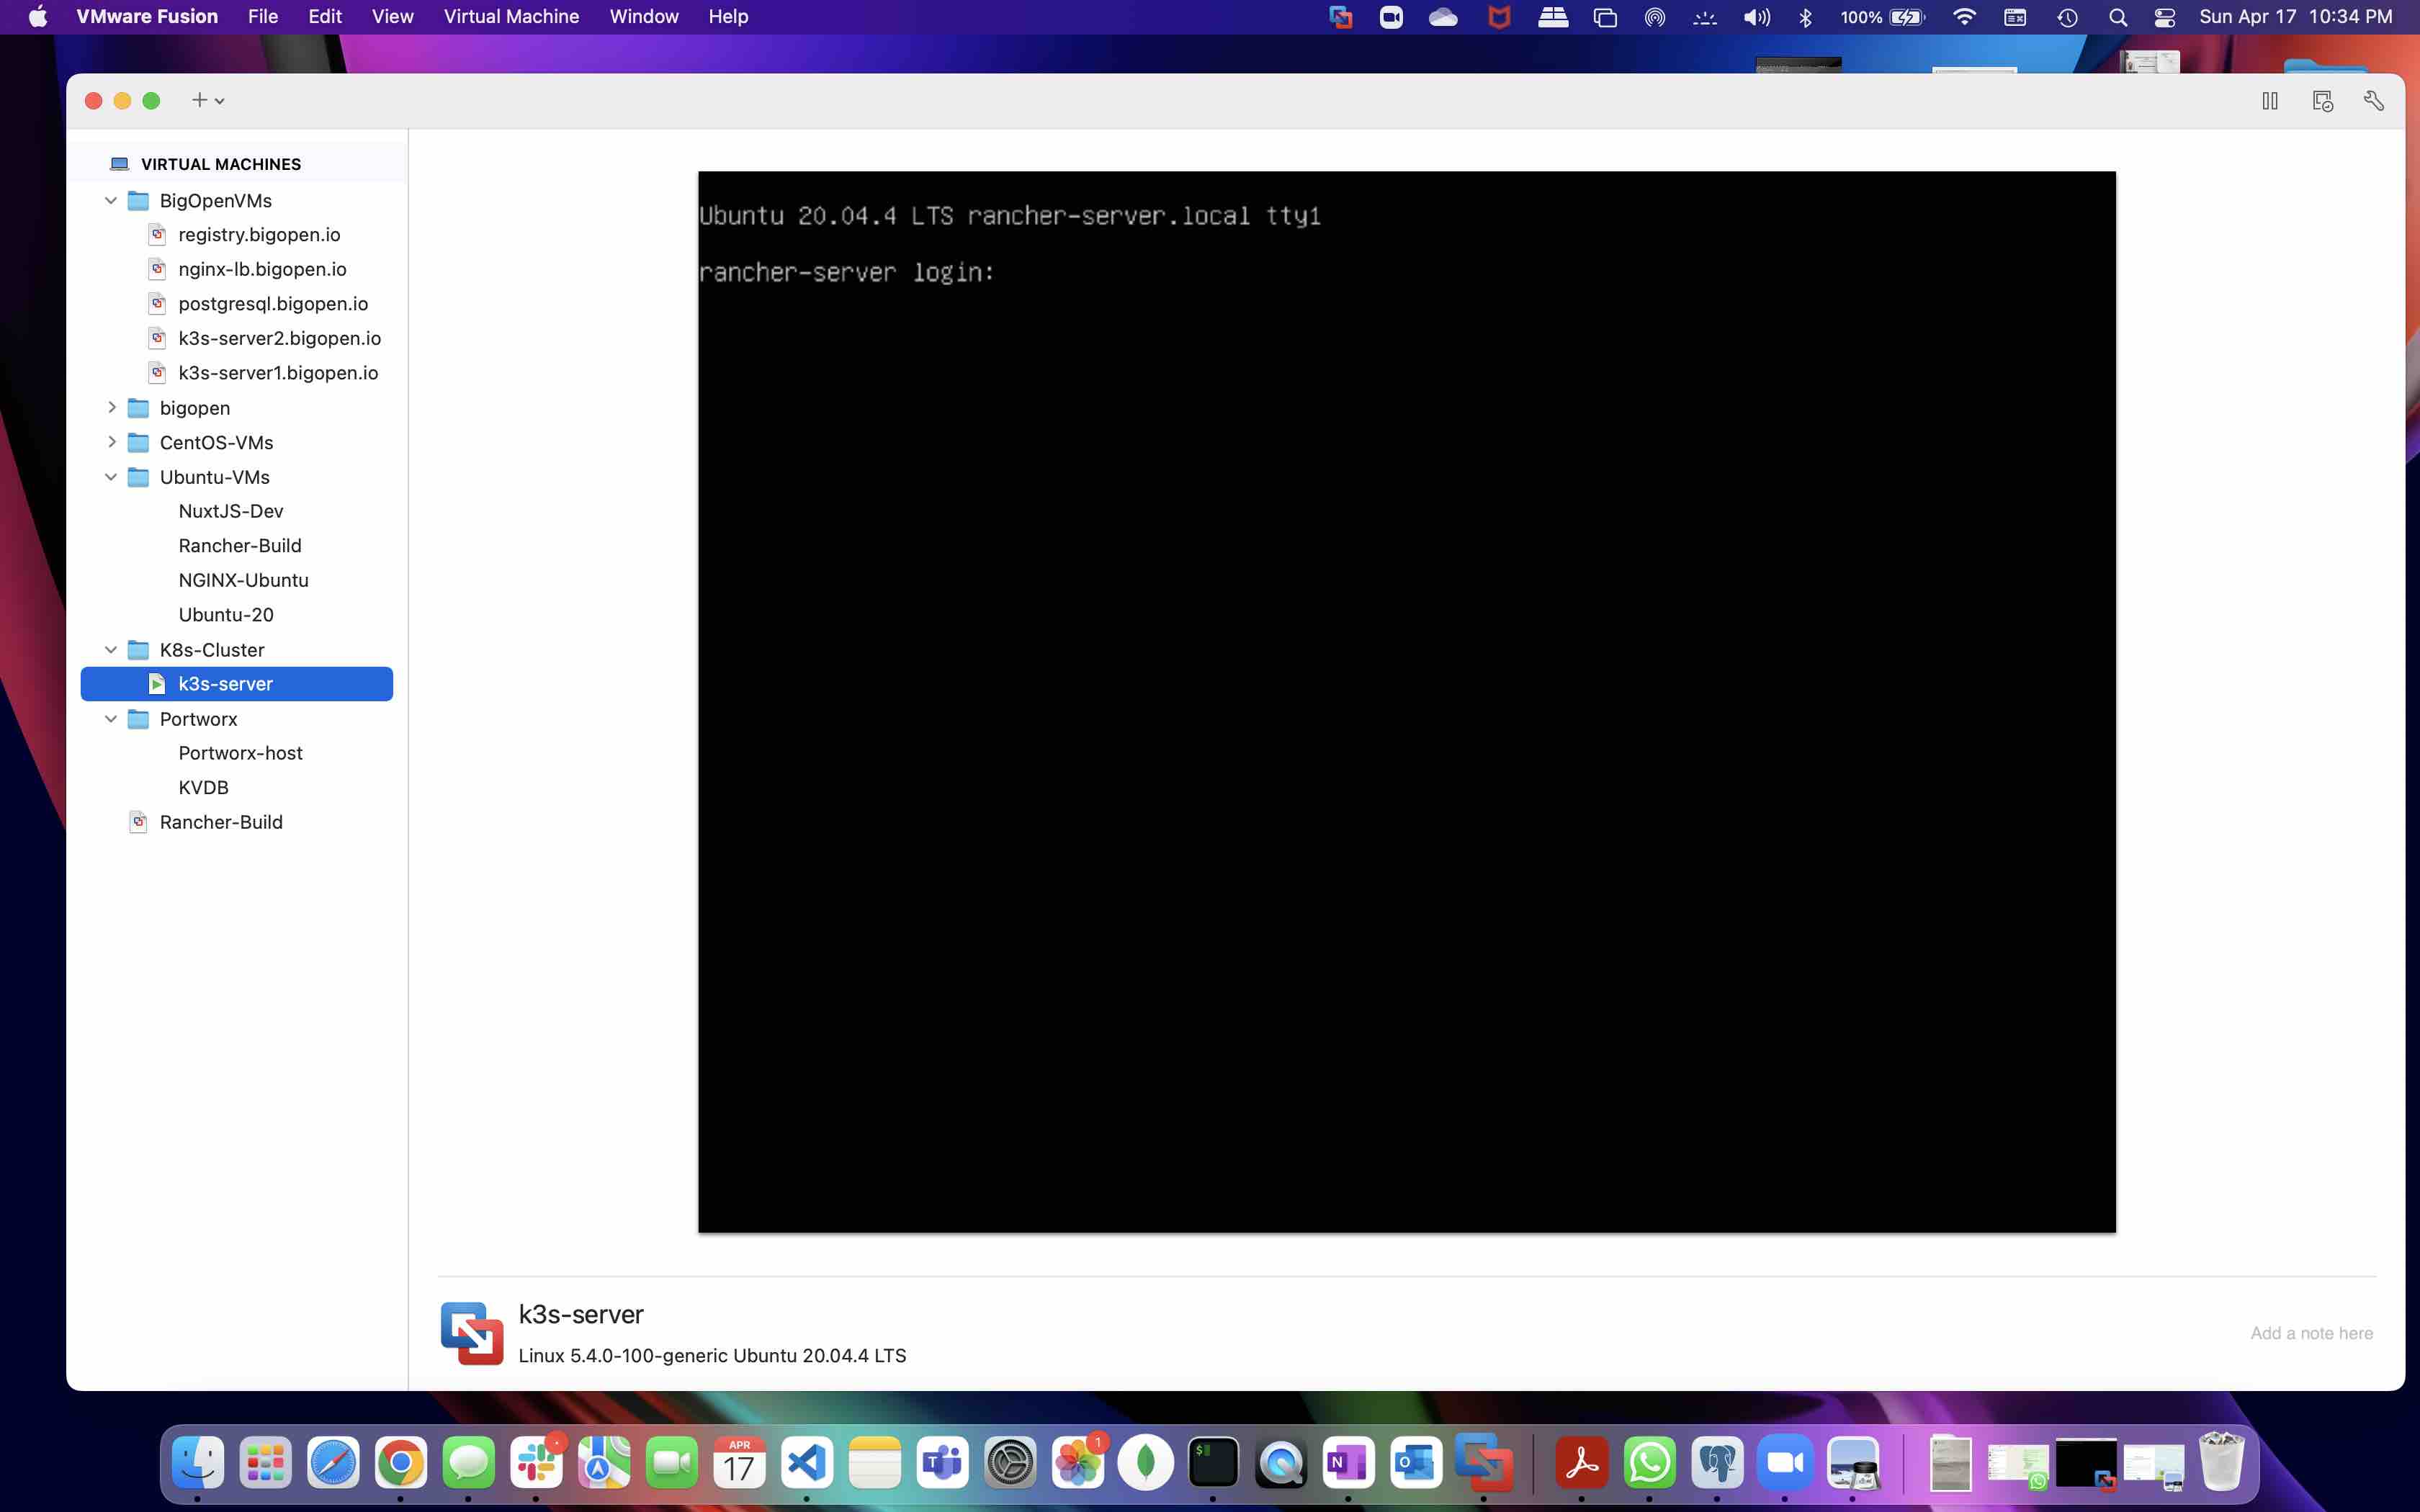 VMware Fusion File Edit View Virtual Machine Window Help 100% Sun Apr 17 10:34 PM
VIRTUAL MACHINES
BigOpenVMs
registry.bigopen.io
nginx-lb.bigopen.io
postgresql.bigopen.io
k3s-server2.bigopen.io
k3s-server1.bigopen.io
bigopen
CentOS-VMs
Ubuntu-VMs
NuxtJS-Dev
Rancher-Build
NGINX-Ubuntu
Ubuntu-20
K8s-Cluster
k3s-server
Portworx
Portworx-host
KVDB
Rancher-Build
Ubuntu 20.04.4 LTS rancher-server.local tty1
rancher-server login:
k3s-server
Linux 5.4.0-100-generic Ubuntu 20.04.4 LTS
Add a note here
APR
17
T
1
$
N
O